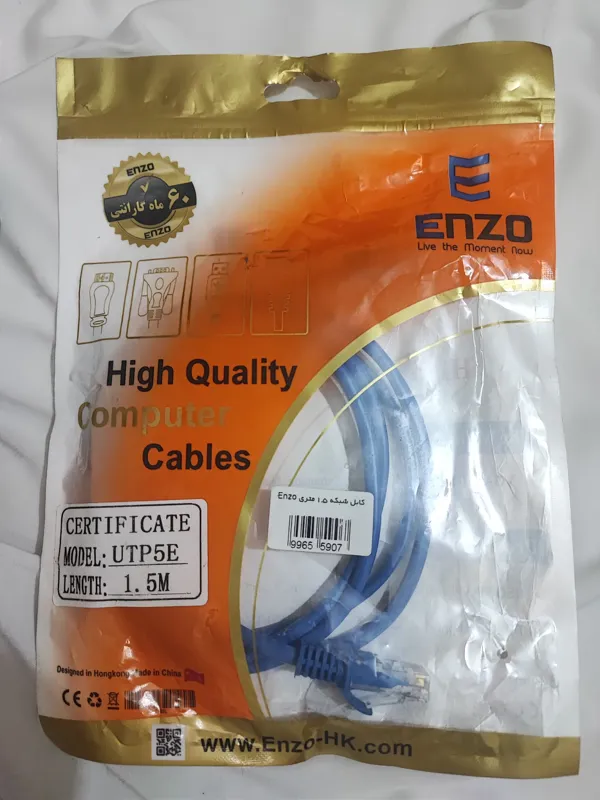 ENZO
۶۰ ماه گارانتی
ENZO
ENZO
Live the Moment Now
High Quality
Computer
Cables
کابل شبکه ۱.۵ متری Enzo
9965 5907
CERTIFICATE
MODEL: UTP5E
LENGTH: 1.5M
Designed in Hongkong Made in China
CE
www.Enzo-HK.com